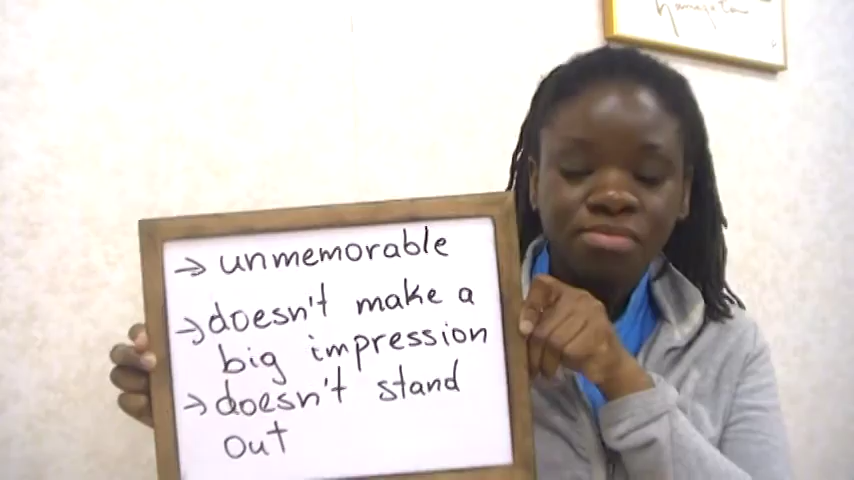 → unmemorable
→ doesn't make a
big impression
→ doesn't stand
out